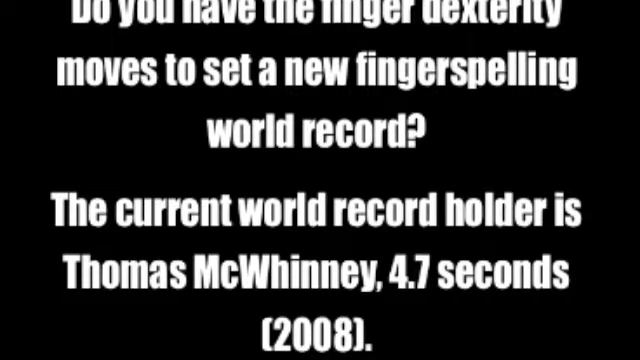 Do you have the finger dexterity
moves to set a new fingerspelling
world record?
The current world record holder is
Thomas McWhinney, 4.7 seconds
(2008).